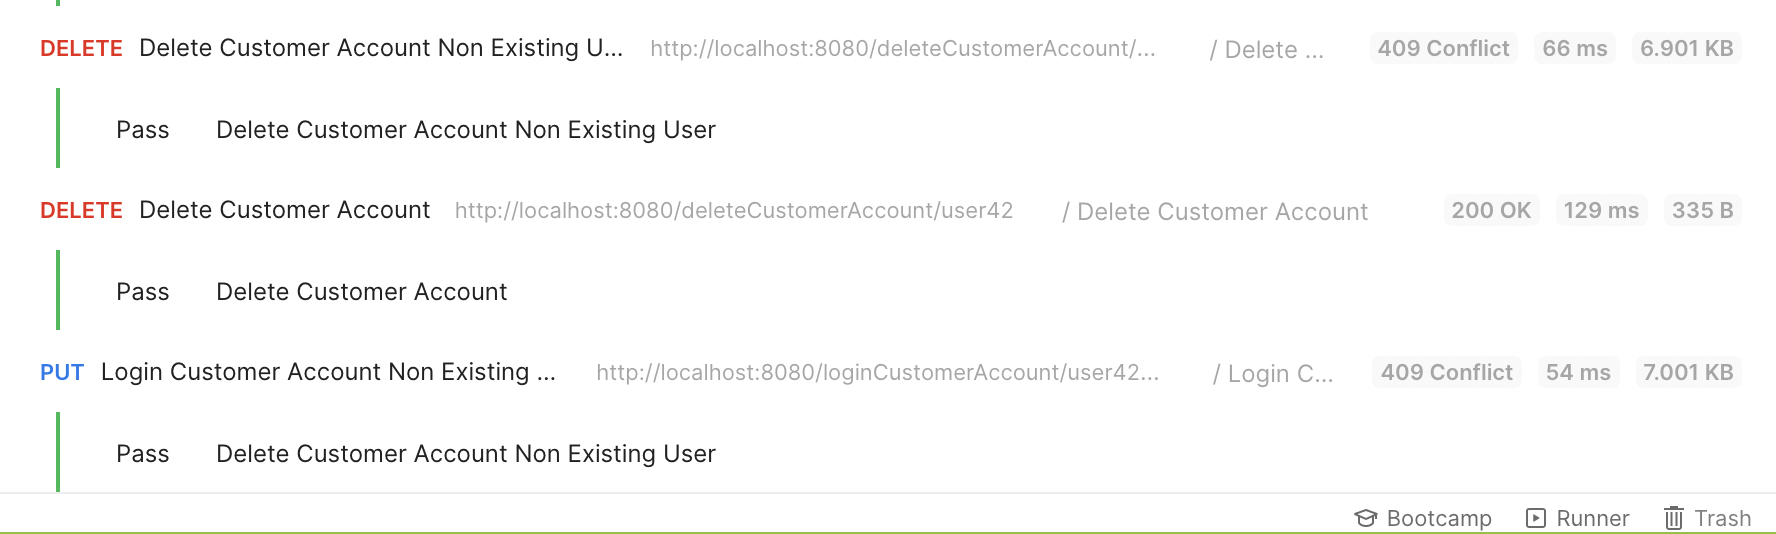 DELETE Delete Customer Account Non Existing U... http://localhost:8080/deleteCustomerAccount/... / Delete ... 409 Conflict 66 ms 6.901 KB
Pass Delete Customer Account Non Existing User
DELETE Delete Customer Account http://localhost:8080/deleteCustomerAccount/user42 / Delete Customer Account 200 OK 129 ms 335 B
Pass Delete Customer Account
PUT Login Customer Account Non Existing ... http://localhost:8080/loginCustomerAccount/user42... / Login C... 409 Conflict 54 ms 7.001 KB
Pass Delete Customer Account Non Existing User
Bootcamp Runner Trash